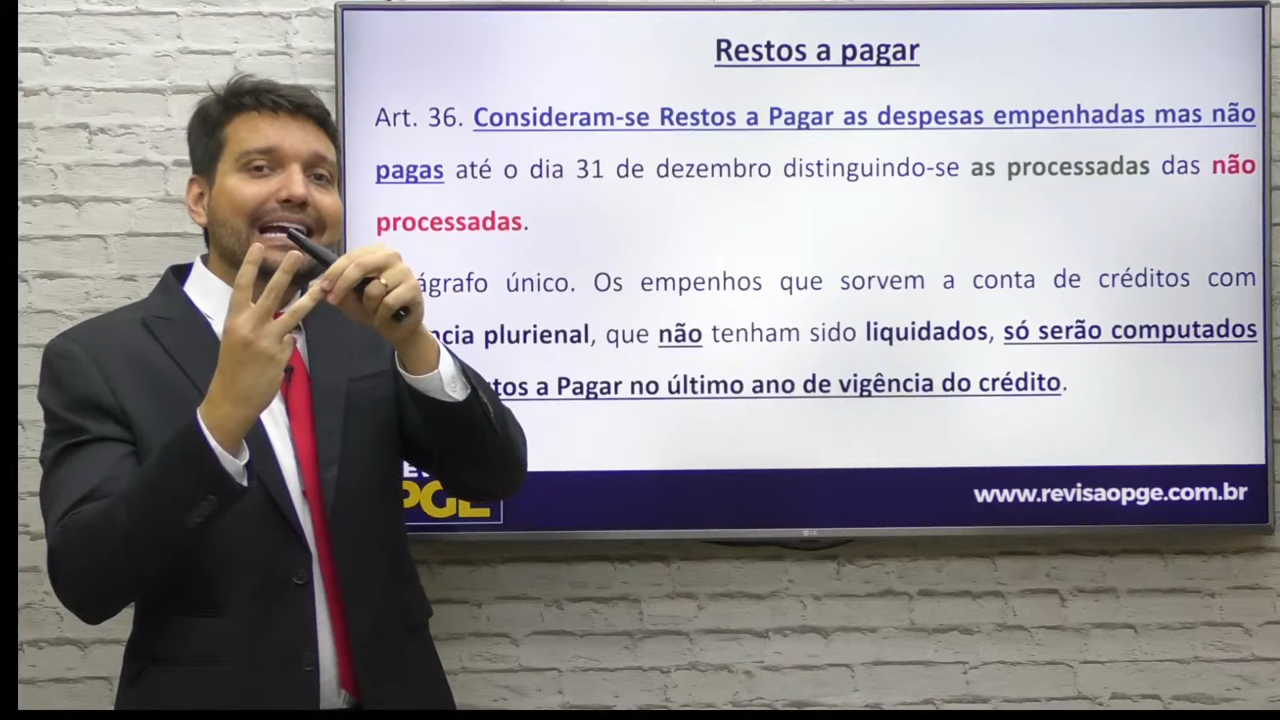 Restos a pagar
Art. 36. Consideram-se Restos a Pagar as despesas empenhadas mas não
pagas até o dia 31 de dezembro distinguindo-se as processadas das não
processadas.
ágrafo único. Os empenhos que sorvem a conta de créditos com
ncia plurienal, que não tenham sido liquidados, só serão computados
tos a Pagar no último ano de vigência do crédito.
PGE
www.revisaopge.com.br
LG